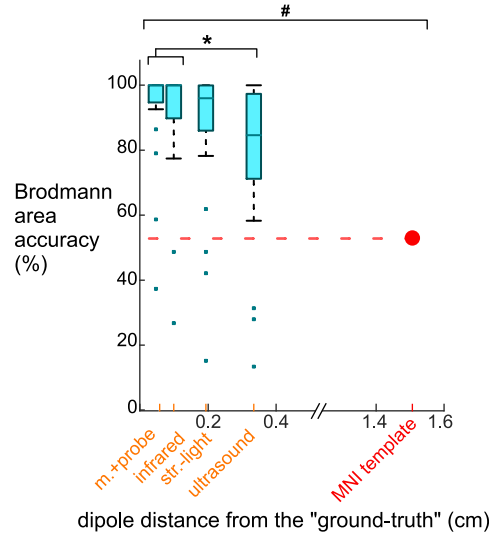 #
*
100
80
60
40
20
0
Brodmann
area
accuracy
(%)
0.2
0.4
//
1.4
1.6
m.+probe
infrared
str.-light
ultrasound
MNI template
dipole distance from the "ground-truth" (cm)